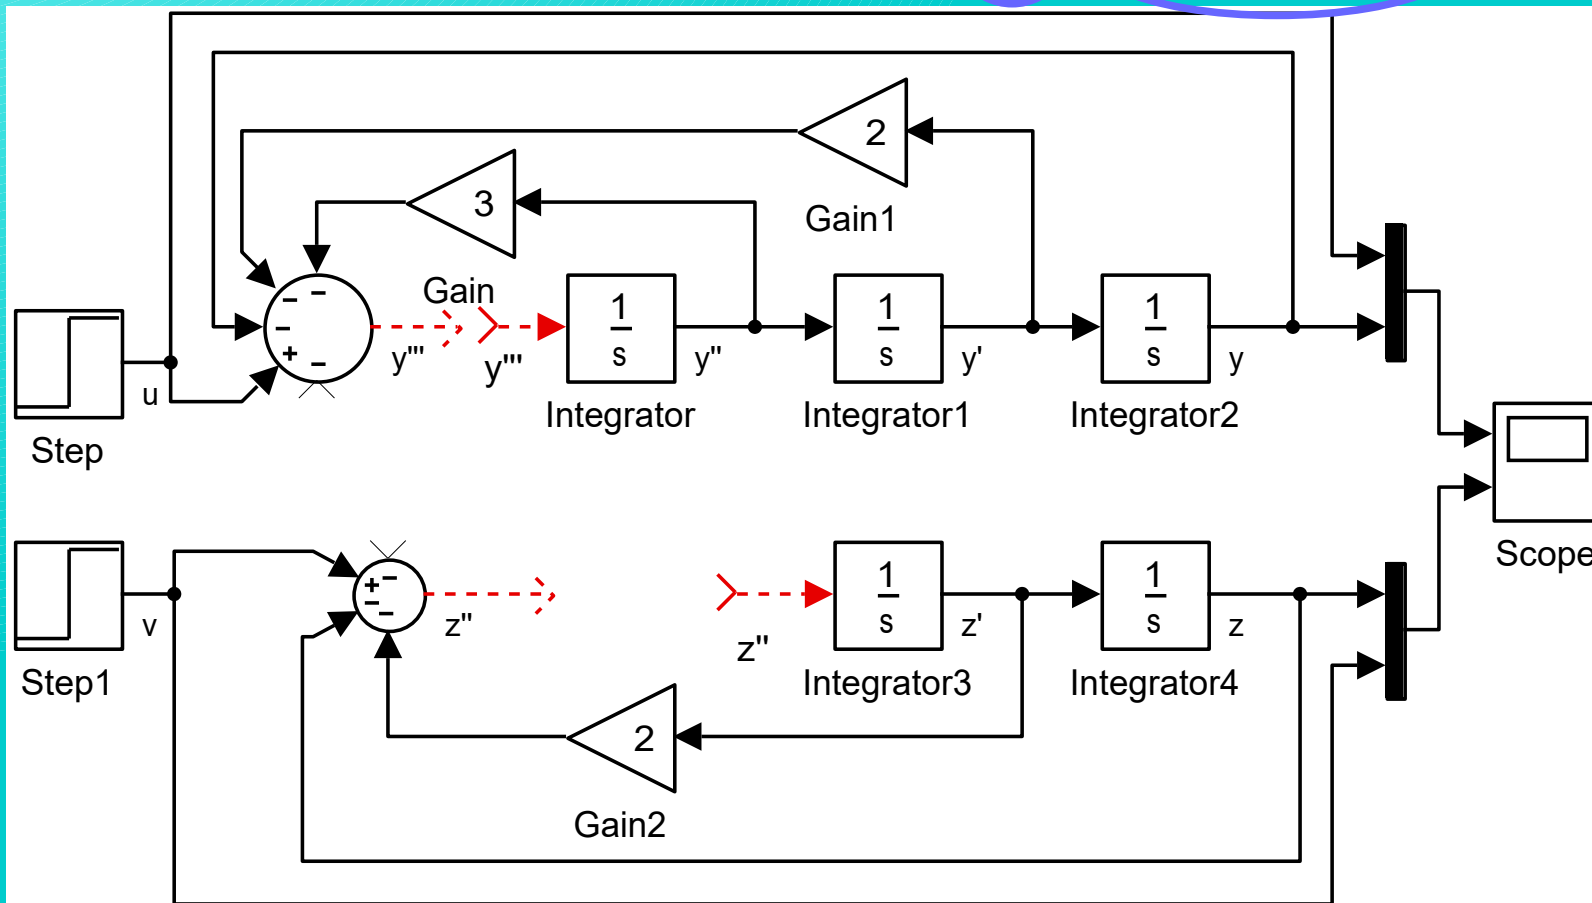 2
Gain1
3
Gain
− −
−
+ −
y'''
y'''
1
s
y''
1
s
y'
1
s
y
u
Integrator
Integrator1
Integrator2
Step
Scope
+ −
− −
z''
z''
1
s
z'
1
s
z
v
Step1
Integrator3
Integrator4
2
Gain2